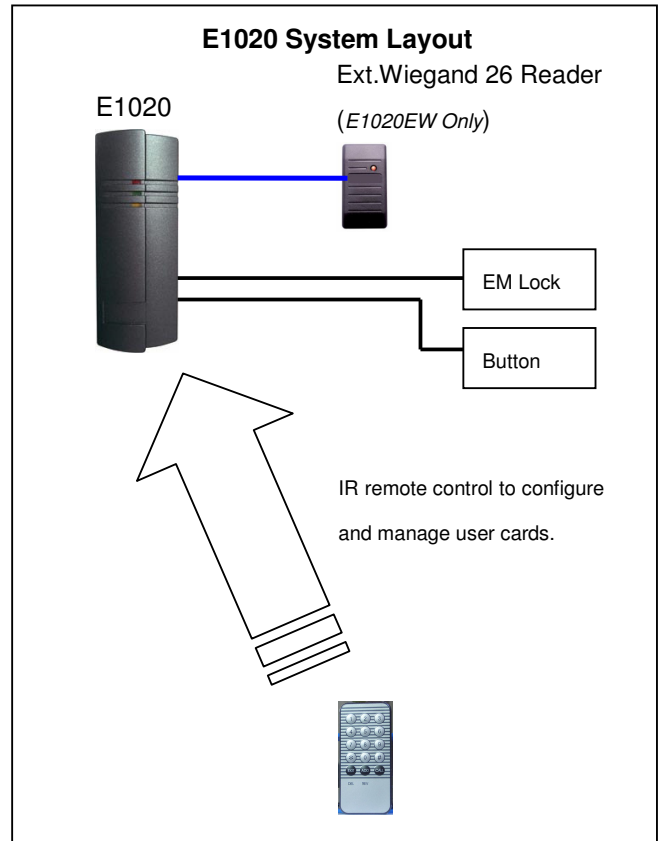 E1020 System Layout
Ext.Wiegand 26 Reader
E1020
(E1020EW Only)
EM Lock
Button
IR remote control to configure
and manage user cards.